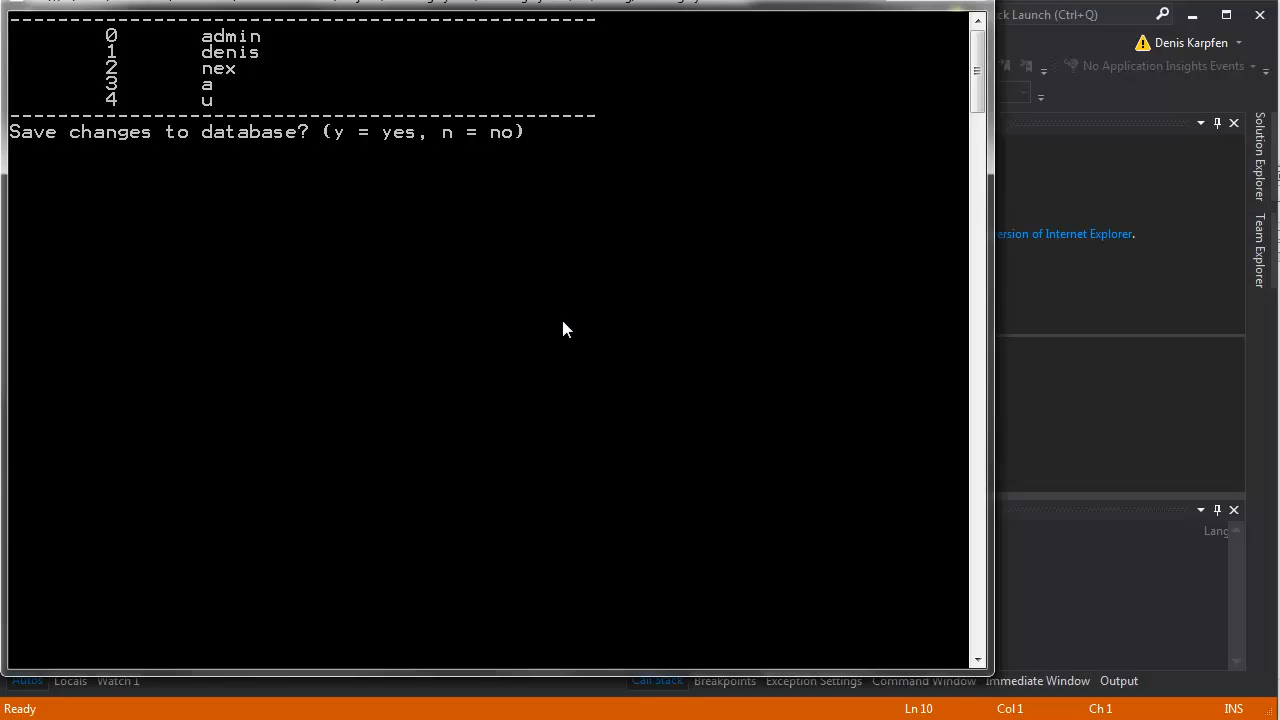 ------------------------------------------------- 
0 admin
1 denis
2 nex
3 a
4 u
-------------------------------------------------
Save changes to database? (y = yes, n = no)
ck Launch (Ctrl+Q)
Denis Karpfen
No Application Insights Events
Solution Explorer
Team Explorer
ersion of Internet Explorer.
Lang
Autos Locals Watch 1 Call Stack Breakpoints Exception Settings Command Window Immediate Window Output
Ready Ln 10 Col 1 Ch 1 INS